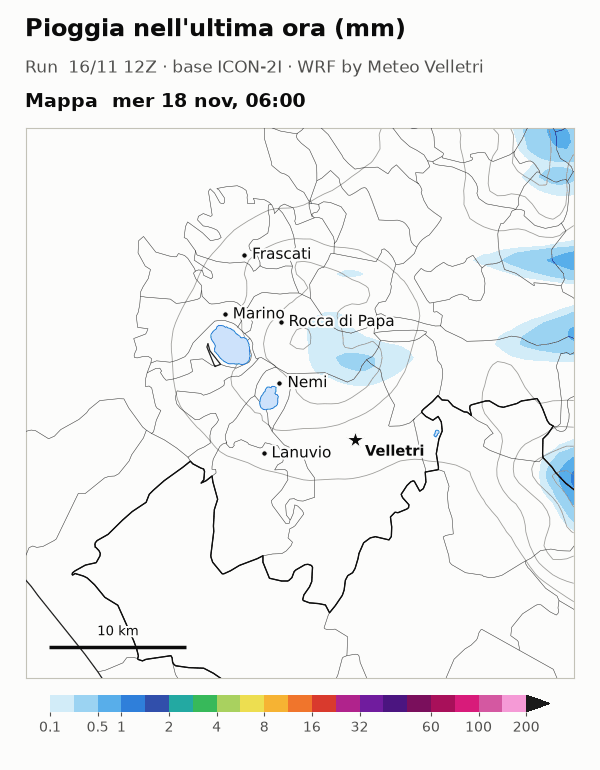 Pioggia nell'ultima ora (mm)
Run  16/11 12Z · base ICON-2I · WRF by Meteo Velletri
Mappa  mer 18 nov, 06:00
Frascati
Marino
Rocca di Papa
Nemi
Velletri
Lanuvio
10 km
0.1 0.5 1 2 4 8 16 32 60 100 200